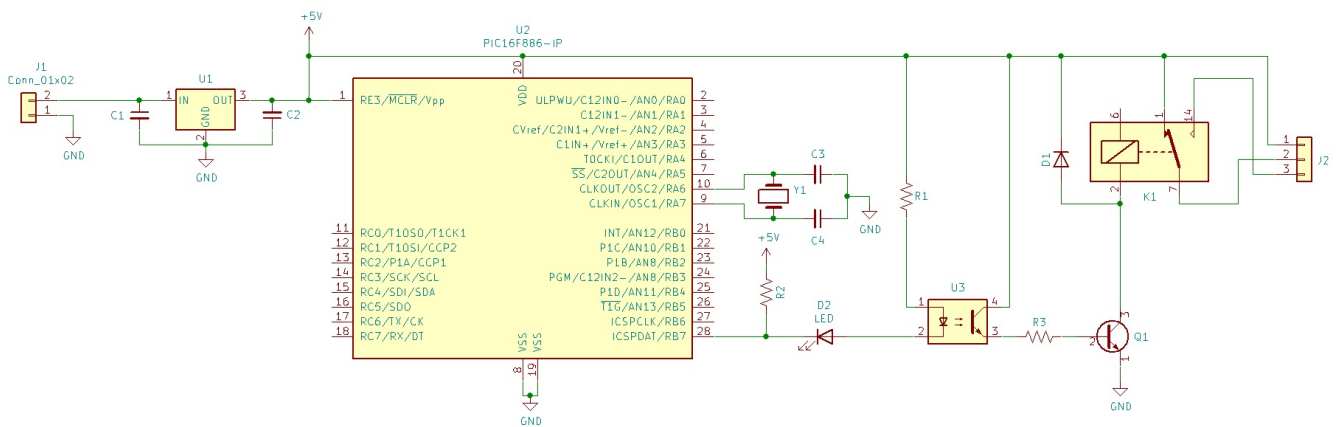 +5V
J1
Conn_01x02
2
1
GND
C1
U1
1
IN
OUT
3
GND
2
GND
C2
U2
PIC16F886-IP
20
VDD
1
RE3/MCLR/Vpp
ULPWU/C12IN0-/AN0/RA0
2
C12IN1-/AN1/RA1
3
CVref/C2IN1+/Vref-/AN2/RA2
4
C1IN+/Vref+/AN3/RA3
5
T0CKI/C1OUT/RA4
6
SS/C2OUT/AN4/RA5
7
CLKOUT/OSC2/RA6
10
CLKIN/OSC1/RA7
9
11
RC0/T1OSO/T1CK1
INT/AN12/RB0
21
12
RC1/T1OSI/CCP2
P1C/AN10/RB1
22
13
RC2/P1A/CCP1
P1B/AN8/RB2
23
14
RC3/SCK/SCL
PGM/C12IN2-/AN8/RB3
24
15
RC4/SDI/SDA
P1D/AN11/RB4
25
16
RC5/SDO
T1G/AN13/RB5
26
17
RC6/TX/CK
ICSPCLK/RB6
27
18
RC7/RX/DT
ICSPDAT/RB7
28
VSS
VSS
8
19
GND
C3
Y1
C4
GND
+5V
R2
D2
LED
R1
U3
1
4
2
3
R3
Q1
3
2
1
GND
D1
6
1
14
2
7
K1
1
2
3
J2